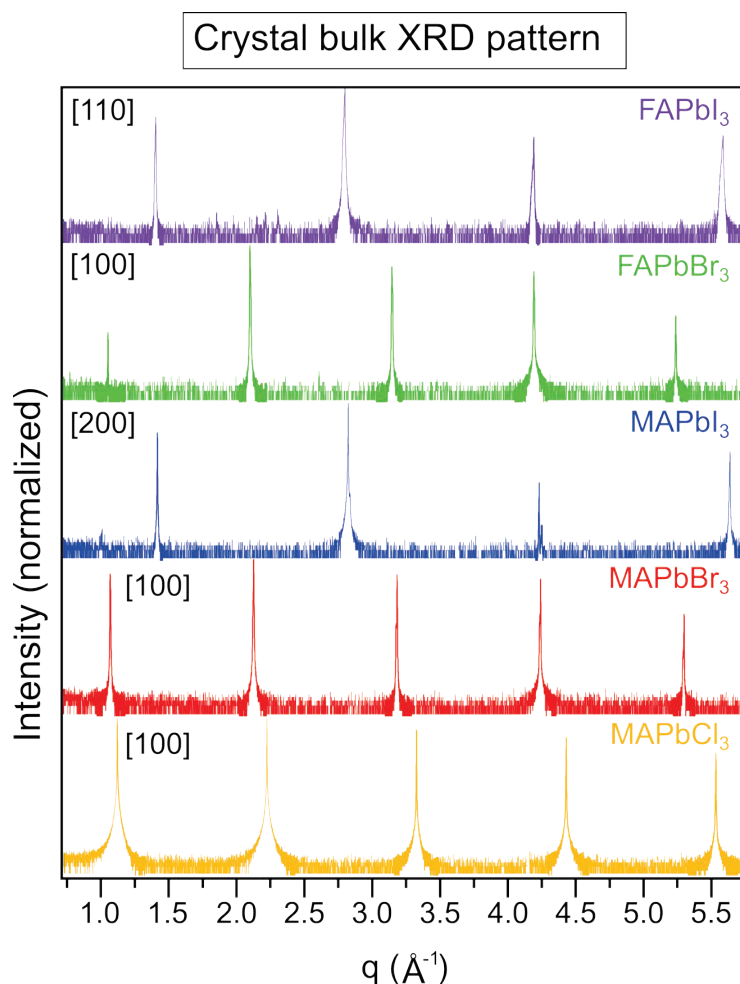 Crystal bulk XRD pattern
[110] FAPbI₃
[100] FAPbBr₃
[200] MAPbI₃
[100] MAPbBr₃
[100] MAPbCl₃
Intensity (normalized)
1.0 1.5 2.0 2.5 3.0 3.5 4.0 4.5 5.0 5.5
q (Å⁻¹)